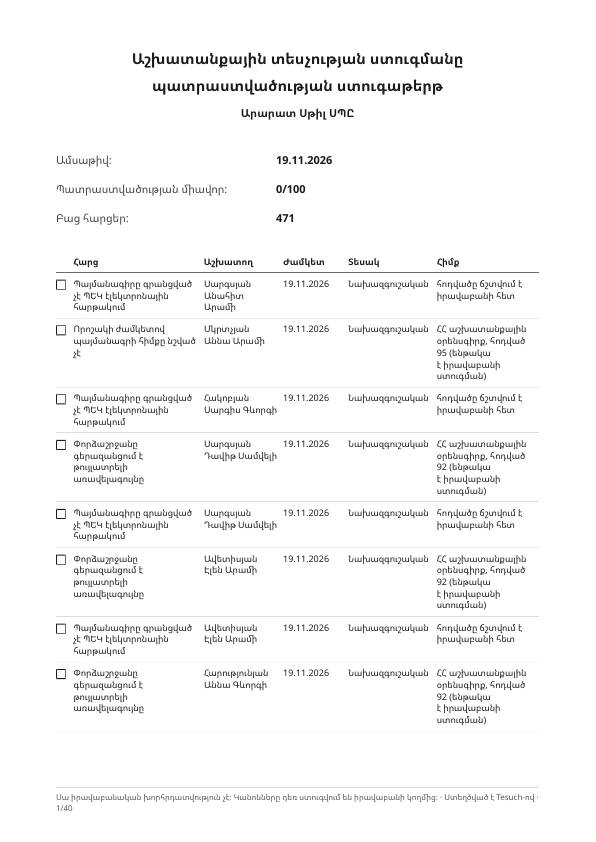 Աշխատանքային տեսչության ստուգմանը
պատրաստվածության ստուգաթերթ
Արարատ Սթիլ ՍՊԸ
Ամսաթիվ: 19.11.2026
Պատրաստվածության միավոր: 0/100
Բաց հարցեր: 471
Հարց Աշխատող Ժամկետ Տեսակ Հիմք
Պայմանագիրը գրանցված Սարգսյան 19.11.2026 Նախազգուշական հոդվածը ճշտվում է
չէ ՊԵԿ էլեկտրոնային Անահիտ իրավաբանի հետ
հարթակում Արամի
Որոշակի ժամկետով Մկրտչյան 19.11.2026 Նախազգուշական ՀՀ աշխատանքային
պայմանագրի հիմքը նշված Աննա Արամի օրենսգիրք, հոդված
չէ 95 (ենթակա
է իրավաբանի
ստուգման)
Պայմանագիրը գրանցված Հակոբյան 19.11.2026 Նախազգուշական հոդվածը ճշտվում է
չէ ՊԵԿ էլեկտրոնային Սարգիս Գևորգի իրավաբանի հետ
հարթակում
Փորձաշրջանը Սարգսյան 19.11.2026 Նախազգուշական ՀՀ աշխատանքային
գերազանցում է Դավիթ Սամվելի օրենսգիրք, հոդված
թույլատրելի 92 (ենթակա
առավելագույնը է իրավաբանի
ստուգման)
Պայմանագիրը գրանցված Սարգսյան 19.11.2026 Նախազգուշական հոդվածը ճշտվում է
չէ ՊԵԿ էլեկտրոնային Դավիթ Սամվելի իրավաբանի հետ
հարթակում
Փորձաշրջանը Ավետիսյան 19.11.2026 Նախազգուշական ՀՀ աշխատանքային
գերազանցում է Էլեն Արամի օրենսգիրք, հոդված
թույլատրելի 92 (ենթակա
առավելագույնը է իրավաբանի
ստուգման)
Պայմանագիրը գրանցված Ավետիսյան 19.11.2026 Նախազգուշական հոդվածը ճշտվում է
չէ ՊԵԿ էլեկտրոնային Էլեն Արամի իրավաբանի հետ
հարթակում
Փորձաշրջանը Հարությունյան 19.11.2026 Նախազգուշական ՀՀ աշխատանքային
գերազանցում է Աննա Գևորգի օրենսգիրք, հոդված
թույլատրելի 92 (ենթակա
առավելագույնը է իրավաբանի
ստուգման)
Սա իրավաբանական խորհրդատվություն չէ: Կանոնները դեռ ստուգվում են իրավաբանի կողմից: · Ստեղծված է Tesuch-ով ·
1/40